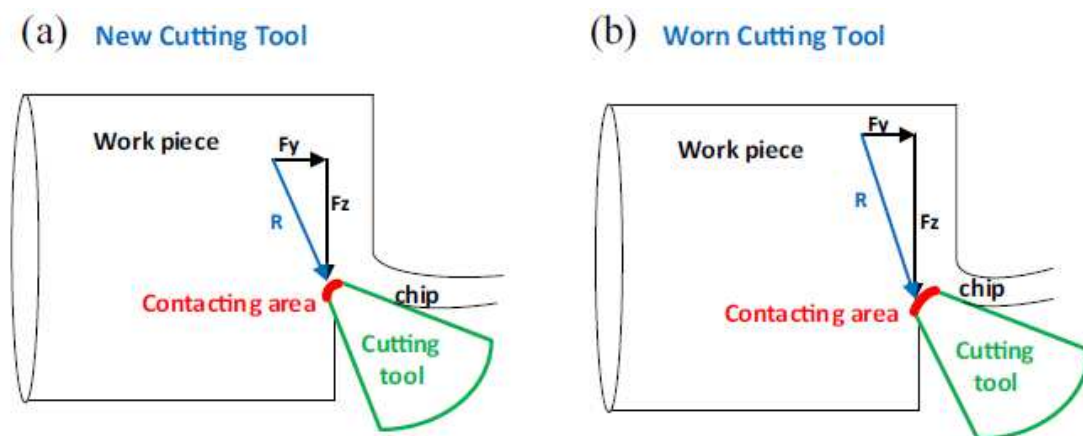 (a) New Cutting Tool
Work piece
Fy
Fz
R
Contacting area
chip
Cutting
tool
(b) Worn Cutting Tool
Fy
Work piece
R
Fz
chip
Contacting area
Cutting
tool